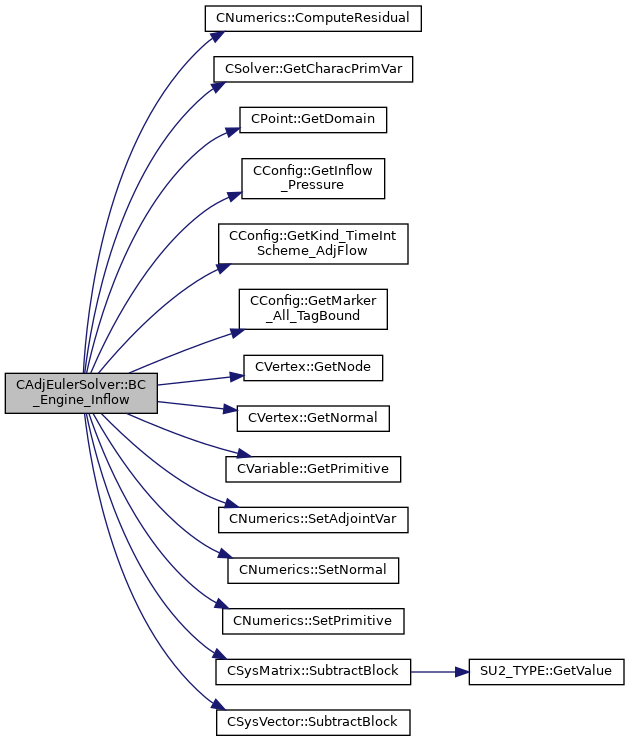 CNumerics::ComputeResidual
CSolver::GetCharacPrimVar
CPoint::GetDomain
CConfig::GetInflow
_Pressure
CConfig::GetKind_TimeInt
Scheme_AdjFlow
CConfig::GetMarker
_All_TagBound
CVertex::GetNode
CAdjEulerSolver::BC
_Engine_Inflow
CVertex::GetNormal
CVariable::GetPrimitive
CNumerics::SetAdjointVar
CNumerics::SetNormal
CNumerics::SetPrimitive
CSysMatrix::SubtractBlock
SU2_TYPE::GetValue
CSysVector::SubtractBlock